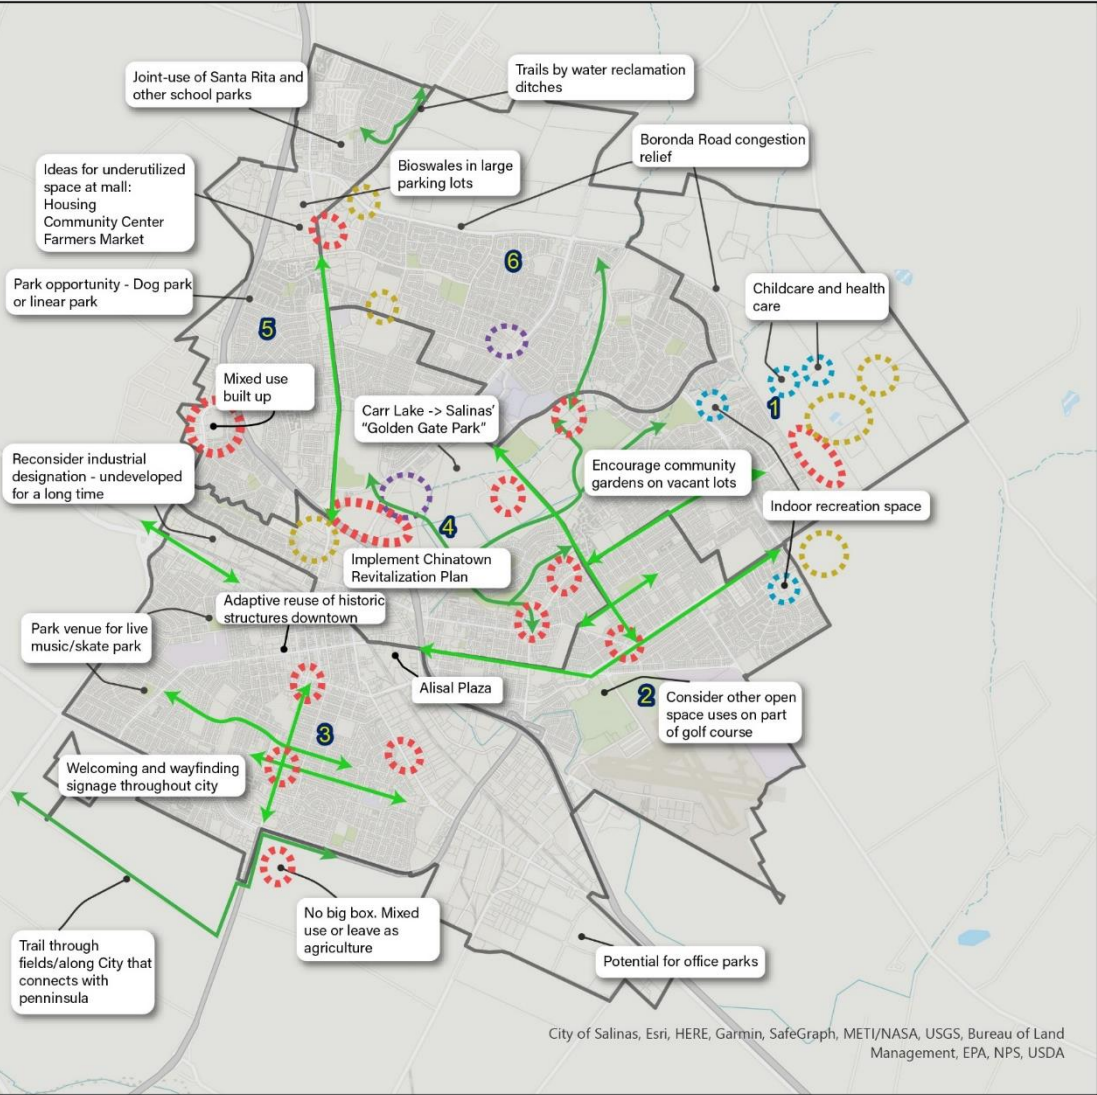 Joint-use of Santa Rita and
other school parks
Trails by water reclamation
ditches
Boronda Road congestion
relief
Bioswales in large
parking lots
Ideas for underutilized
space at mall:
Housing
Community Center
Farmers Market
6
Park opportunity - Dog park
or linear park
Childcare and health
care
5
Mixed use
built up
1
Carr Lake -> Salinas'
"Golden Gate Park"
Reconsider industrial
designation - undeveloped
for a long time
Encourage community
gardens on vacant lots
Indoor recreation space
4
Implement Chinatown
Revitalization Plan
Adaptive reuse of historic
structures downtown
Park venue for live
music/skate park
Alisal Plaza
2
Consider other open
space uses on part
of golf course
3
Welcoming and wayfinding
signage throughout city
No big box. Mixed
use or leave as
agriculture
Trail through
fields/along City that
connects with
penninsula
Potential for office parks
City of Salinas, Esri, HERE, Garmin, SafeGraph, METI/NASA, USGS, Bureau of Land
Management, EPA, NPS, USDA